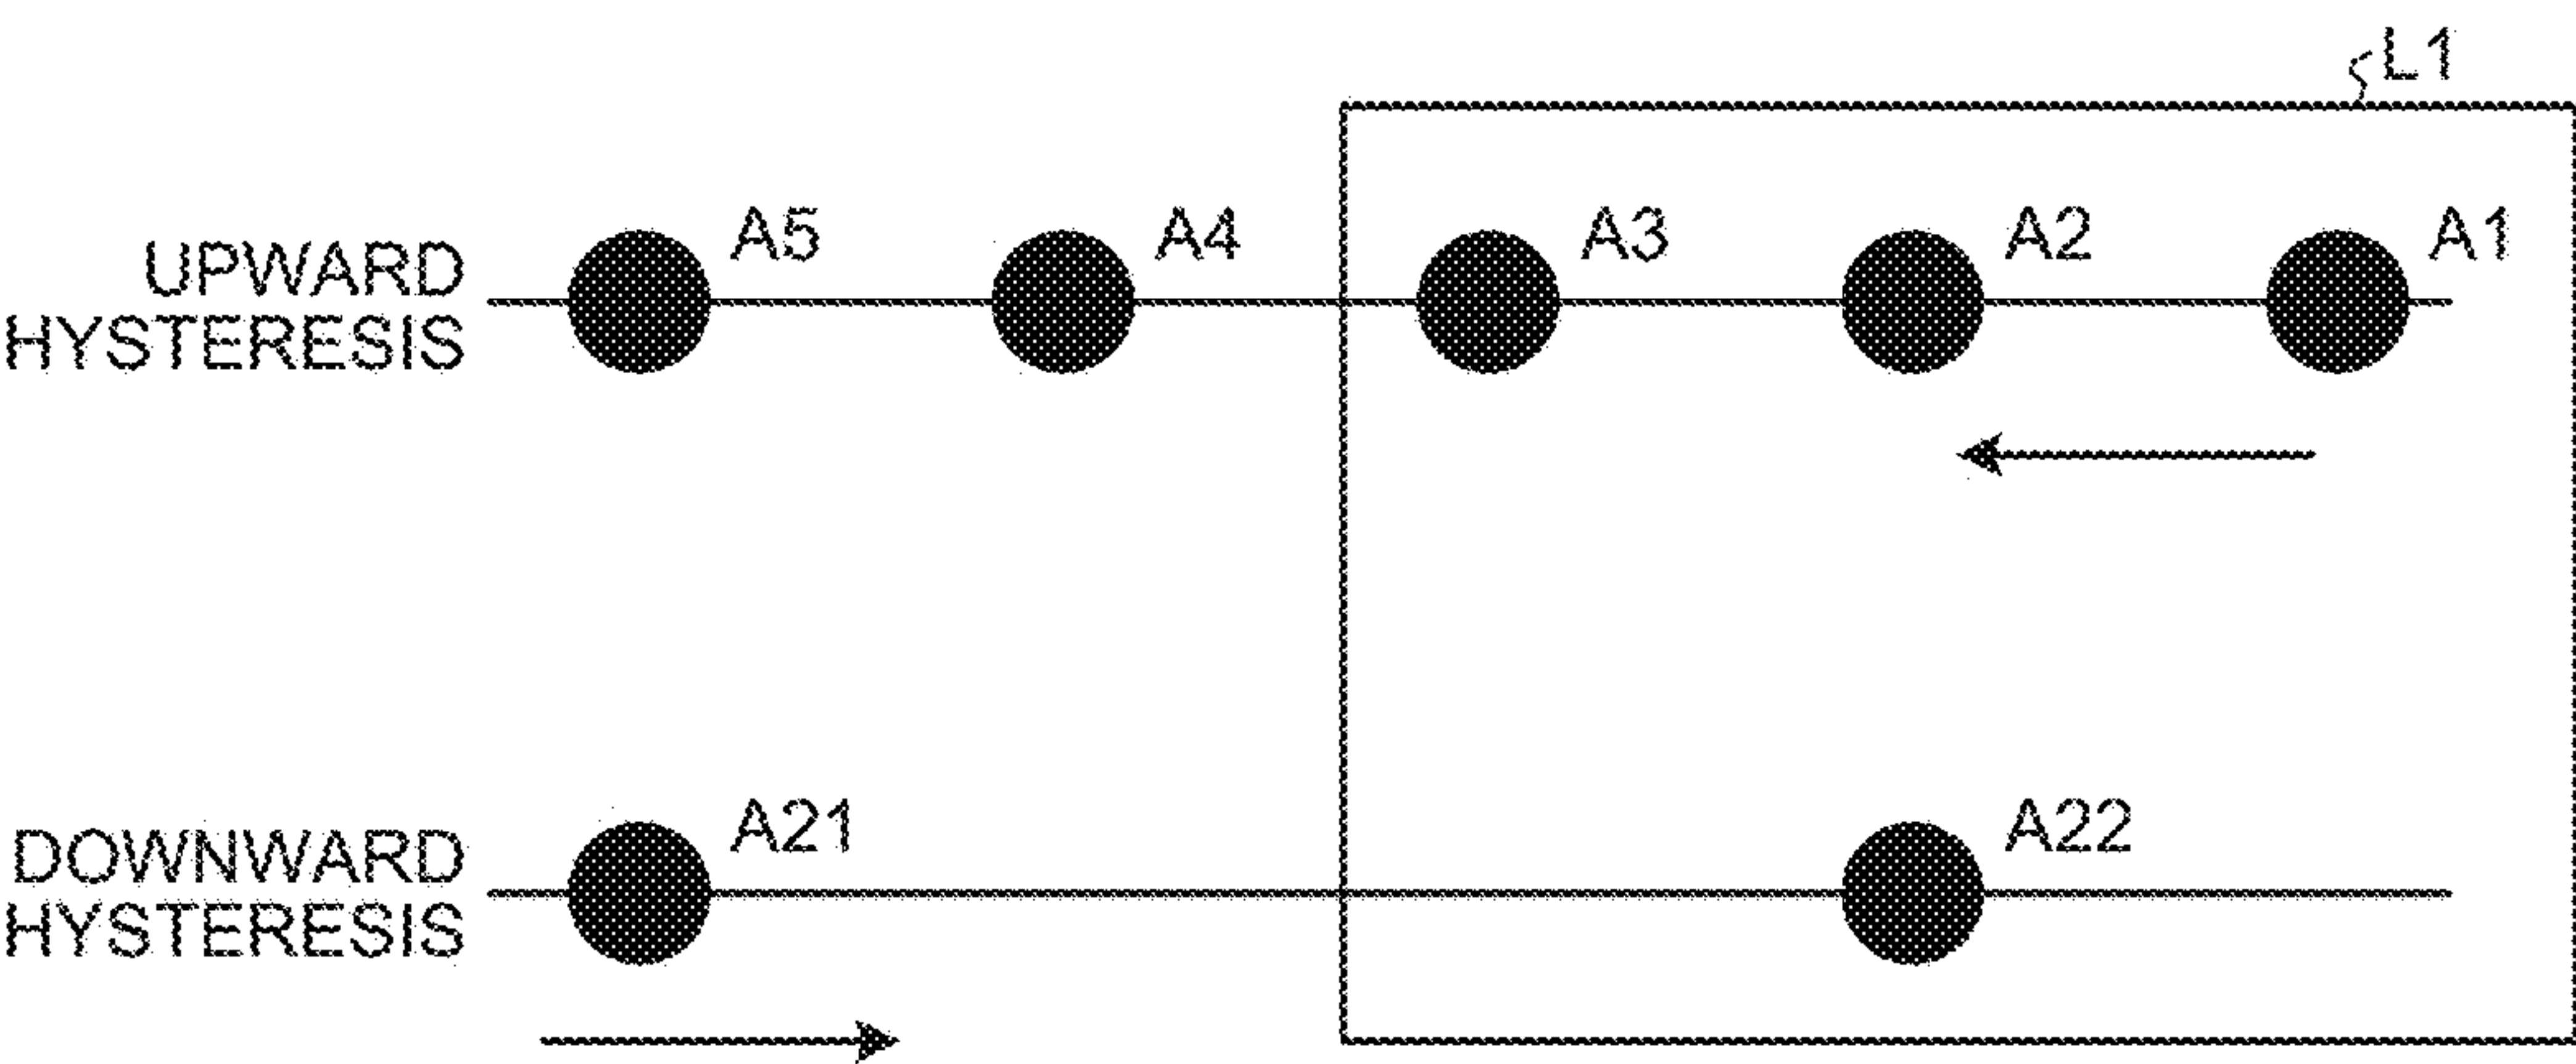 L1
A5 A4 A3 A2 A1
UPWARD
HYSTERESIS
A21 A22
DOWNWARD
HYSTERESIS